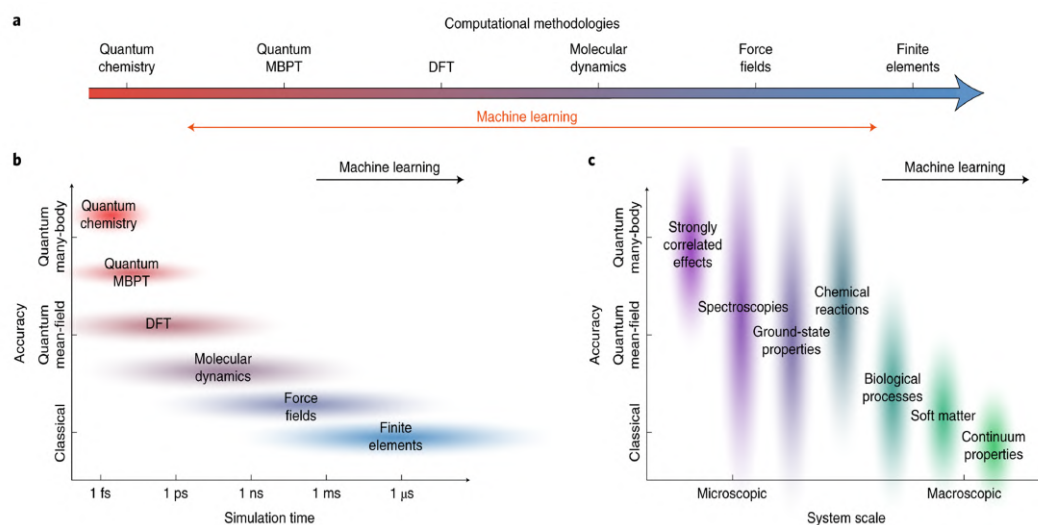 a
Computational methodologies
Quantum
chemistry
Quantum
MBPT
DFT
Molecular
dynamics
Force
fields
Finite
elements
Machine learning
b
Machine learning
Accuracy
Quantum
many-body
Quantum
mean-field
Classical
Quantum
chemistry
Quantum
MBPT
DFT
Molecular
dynamics
Force
fields
Finite
elements
1 fs
1 ps
1 ns
1 ms
1 μs
Simulation time
c
Machine learning
Accuracy
Quantum
many-body
Quantum
mean-field
Classical
Strongly
correlated
effects
Spectroscopies
Ground-state
properties
Chemical
reactions
Biological
processes
Soft matter
Continuum
properties
Microscopic
Macroscopic
System scale